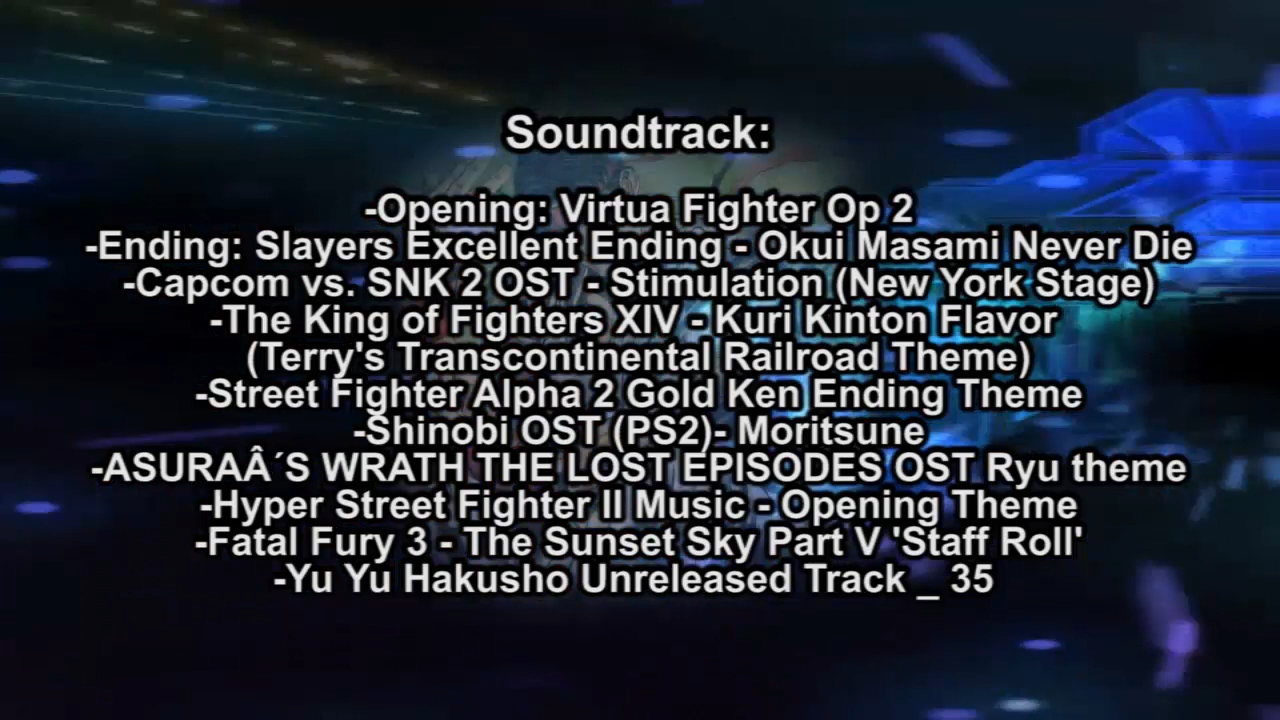 Soundtrack:
-Opening: Virtua Fighter Op 2
-Ending: Slayers Excellent Ending - Okui Masami Never Die
-Capcom vs. SNK 2 OST - Stimulation (New York Stage)
-The King of Fighters XIV - Kuri Kinton Flavor
(Terry's Transcontinental Railroad Theme)
-Street Fighter Alpha 2 Gold Ken Ending Theme
-Shinobi OST (PS2)- Moritsune
-ASURAÂ´S WRATH THE LOST EPISODES OST Ryu theme
-Hyper Street Fighter II Music - Opening Theme
-Fatal Fury 3 - The Sunset Sky Part V 'Staff Roll'
-Yu Yu Hakusho Unreleased Track _ 35